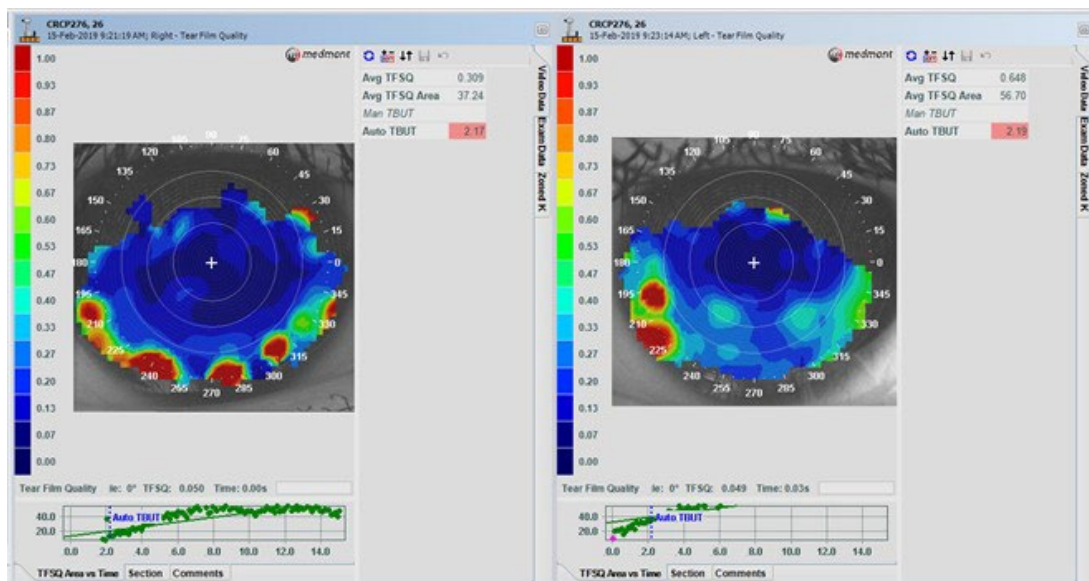 CRCP276, 26
15-Feb-2019 9:21:19 AM; Right - Tear Film Quality
medmont
1.00
0.93
0.87
0.80
0.73
0.67
0.60
0.53
0.47
0.40
0.33
0.27
0.20
0.13
0.07
0.00
Avg TFSQ 0.309
Avg TFSQ Area 37.24
Man TBUT
Auto TBUT 2.17
Video Data
Exam Data
Zoned K
105 90 75
120 60
135 45
150 30
165
180 0
195 345
210 330
225 315
240 300
255 270 285
Tear Film Quality Ie: 0° TFSQ: 0.050 Time: 0.00s
40.0
20.0
Auto TBUT
0.0 2.0 4.0 6.0 8.0 10.0 12.0 14.0
TFSQ Area vs Time Section Comments
CRCP276, 26
15-Feb-2019 9:23:14 AM; Left - Tear Film Quality
medmont
1.00
0.93
0.87
0.80
0.73
0.67
0.60
0.53
0.47
0.40
0.33
0.27
0.20
0.13
0.07
0.00
Avg TFSQ 0.648
Avg TFSQ Area 56.70
Man TBUT
Auto TBUT 2.19
Video Data
Exam Data
Zoned K
105 90 75
120 60
135 45
150 30
165 15
180 0
195 345
210 330
225 315
240 300
255 270 285
Tear Film Quality Ie: 0° TFSQ: 0.049 Time: 0.03s
40.0
20.0
Auto TBUT
0.0 2.0 4.0 6.0 8.0 10.0 12.0 14.0
TFSQ Area vs Time Section Comments